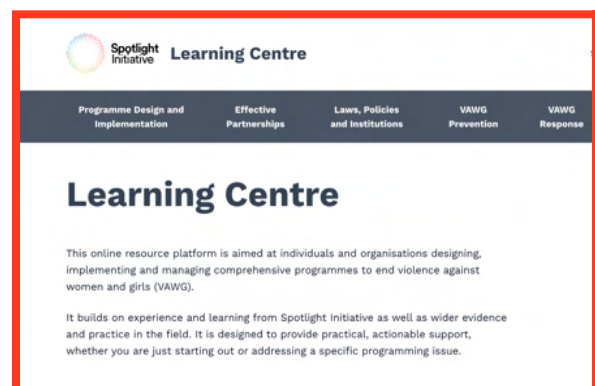 Spotlight
Initiative
Learning Centre
Programme Design and
Implementation
Effective
Partnerships
Laws, Policies
and Institutions
VAWG
Prevention
VAWG
Response
Learning Centre
This online resource platform is aimed at individuals and organisations designing,
implementing and managing comprehensive programmes to end violence against
women and girls (VAWG).
It builds on experience and learning from Spotlight Initiative as well as wider evidence
and practice in the field. It is designed to provide practical, actionable support,
whether you are just starting out or addressing a specific programming issue.